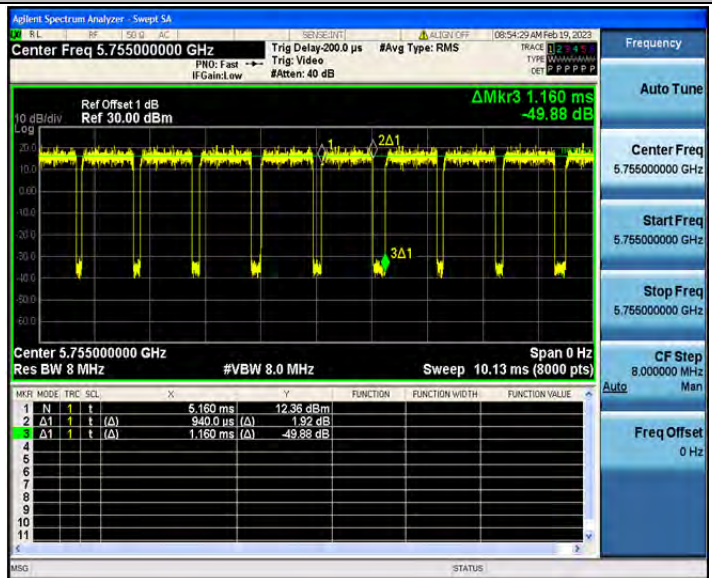 Agilent Spectrum Analyzer - Swept SA
RL RF 50 Ω AC SENSE:INT ALIGN OFF 08:54:29 AM Feb 19, 2023
Center Freq 5.755000000 GHz
PNO: Fast
IFGain:Low
Trig Delay-200.0 µs
Trig: Video
#Atten: 40 dB
#Avg Type: RMS
TRACE 1 2 3 4 5 6
TYPE
DET P P P P P P
ΔMkr3 1.160 ms
-49.88 dB
Ref Offset 1 dB
10 dB/div Ref 30.00 dBm
Log
20.0
10.0
0.00
-10.0
-20.0
-30.0
-40.0
-60.0
1
2Δ1
3Δ1
Center 5.755000000 GHz Span 0 Hz
Res BW 8 MHz #VBW 8.0 MHz Sweep 10.13 ms (8000 pts)
MKR MODE TRC SCL X Y FUNCTION FUNCTION WIDTH FUNCTION VALUE
1 N 1 t 5.160 ms 12.36 dBm
2 Δ1 1 t (Δ) 940.0 µs (Δ) 1.92 dB
3 Δ1 1 t (Δ) 1.160 ms (Δ) -49.88 dB
4
5
6
7
8
9
10
11
MSG STATUS
Frequency
Auto Tune
Center Freq
5.755000000 GHz
Start Freq
5.755000000 GHz
Stop Freq
5.755000000 GHz
CF Step
8.000000 MHz
Auto Man
Freq Offset
0 Hz